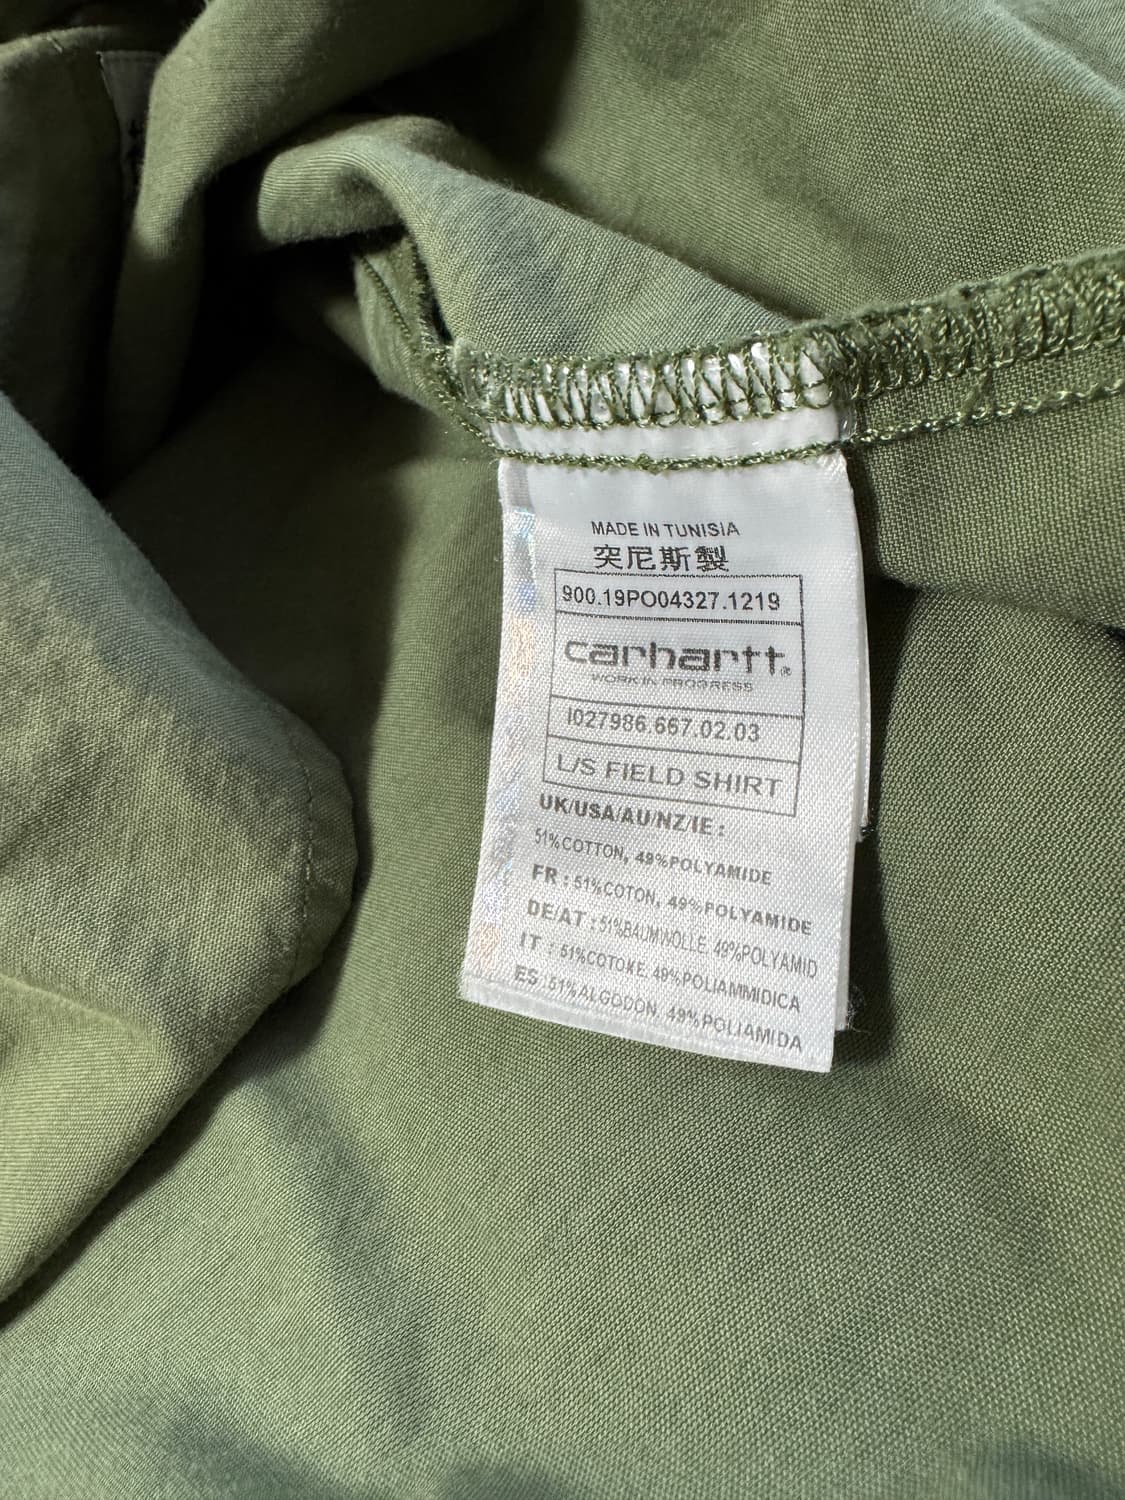 MADE IN TUNISIA
突尼斯製
900.19PO04327.1219
carhartt®
WORK IN PROGRESS
I027986.667.02.03
L/S FIELD SHIRT
UK/USA/AU/NZ/IE :
51%COTTON, 49%POLYAMIDE
FR : 51%COTON, 49%POLYAMIDE
DE/AT : 51%BAUMWOLLE, 49%POLYAMID
IT : 51%COTOKE, 49%POLIAMMIDICA
ES :51%ALGODON, 49%POLIAMIDA